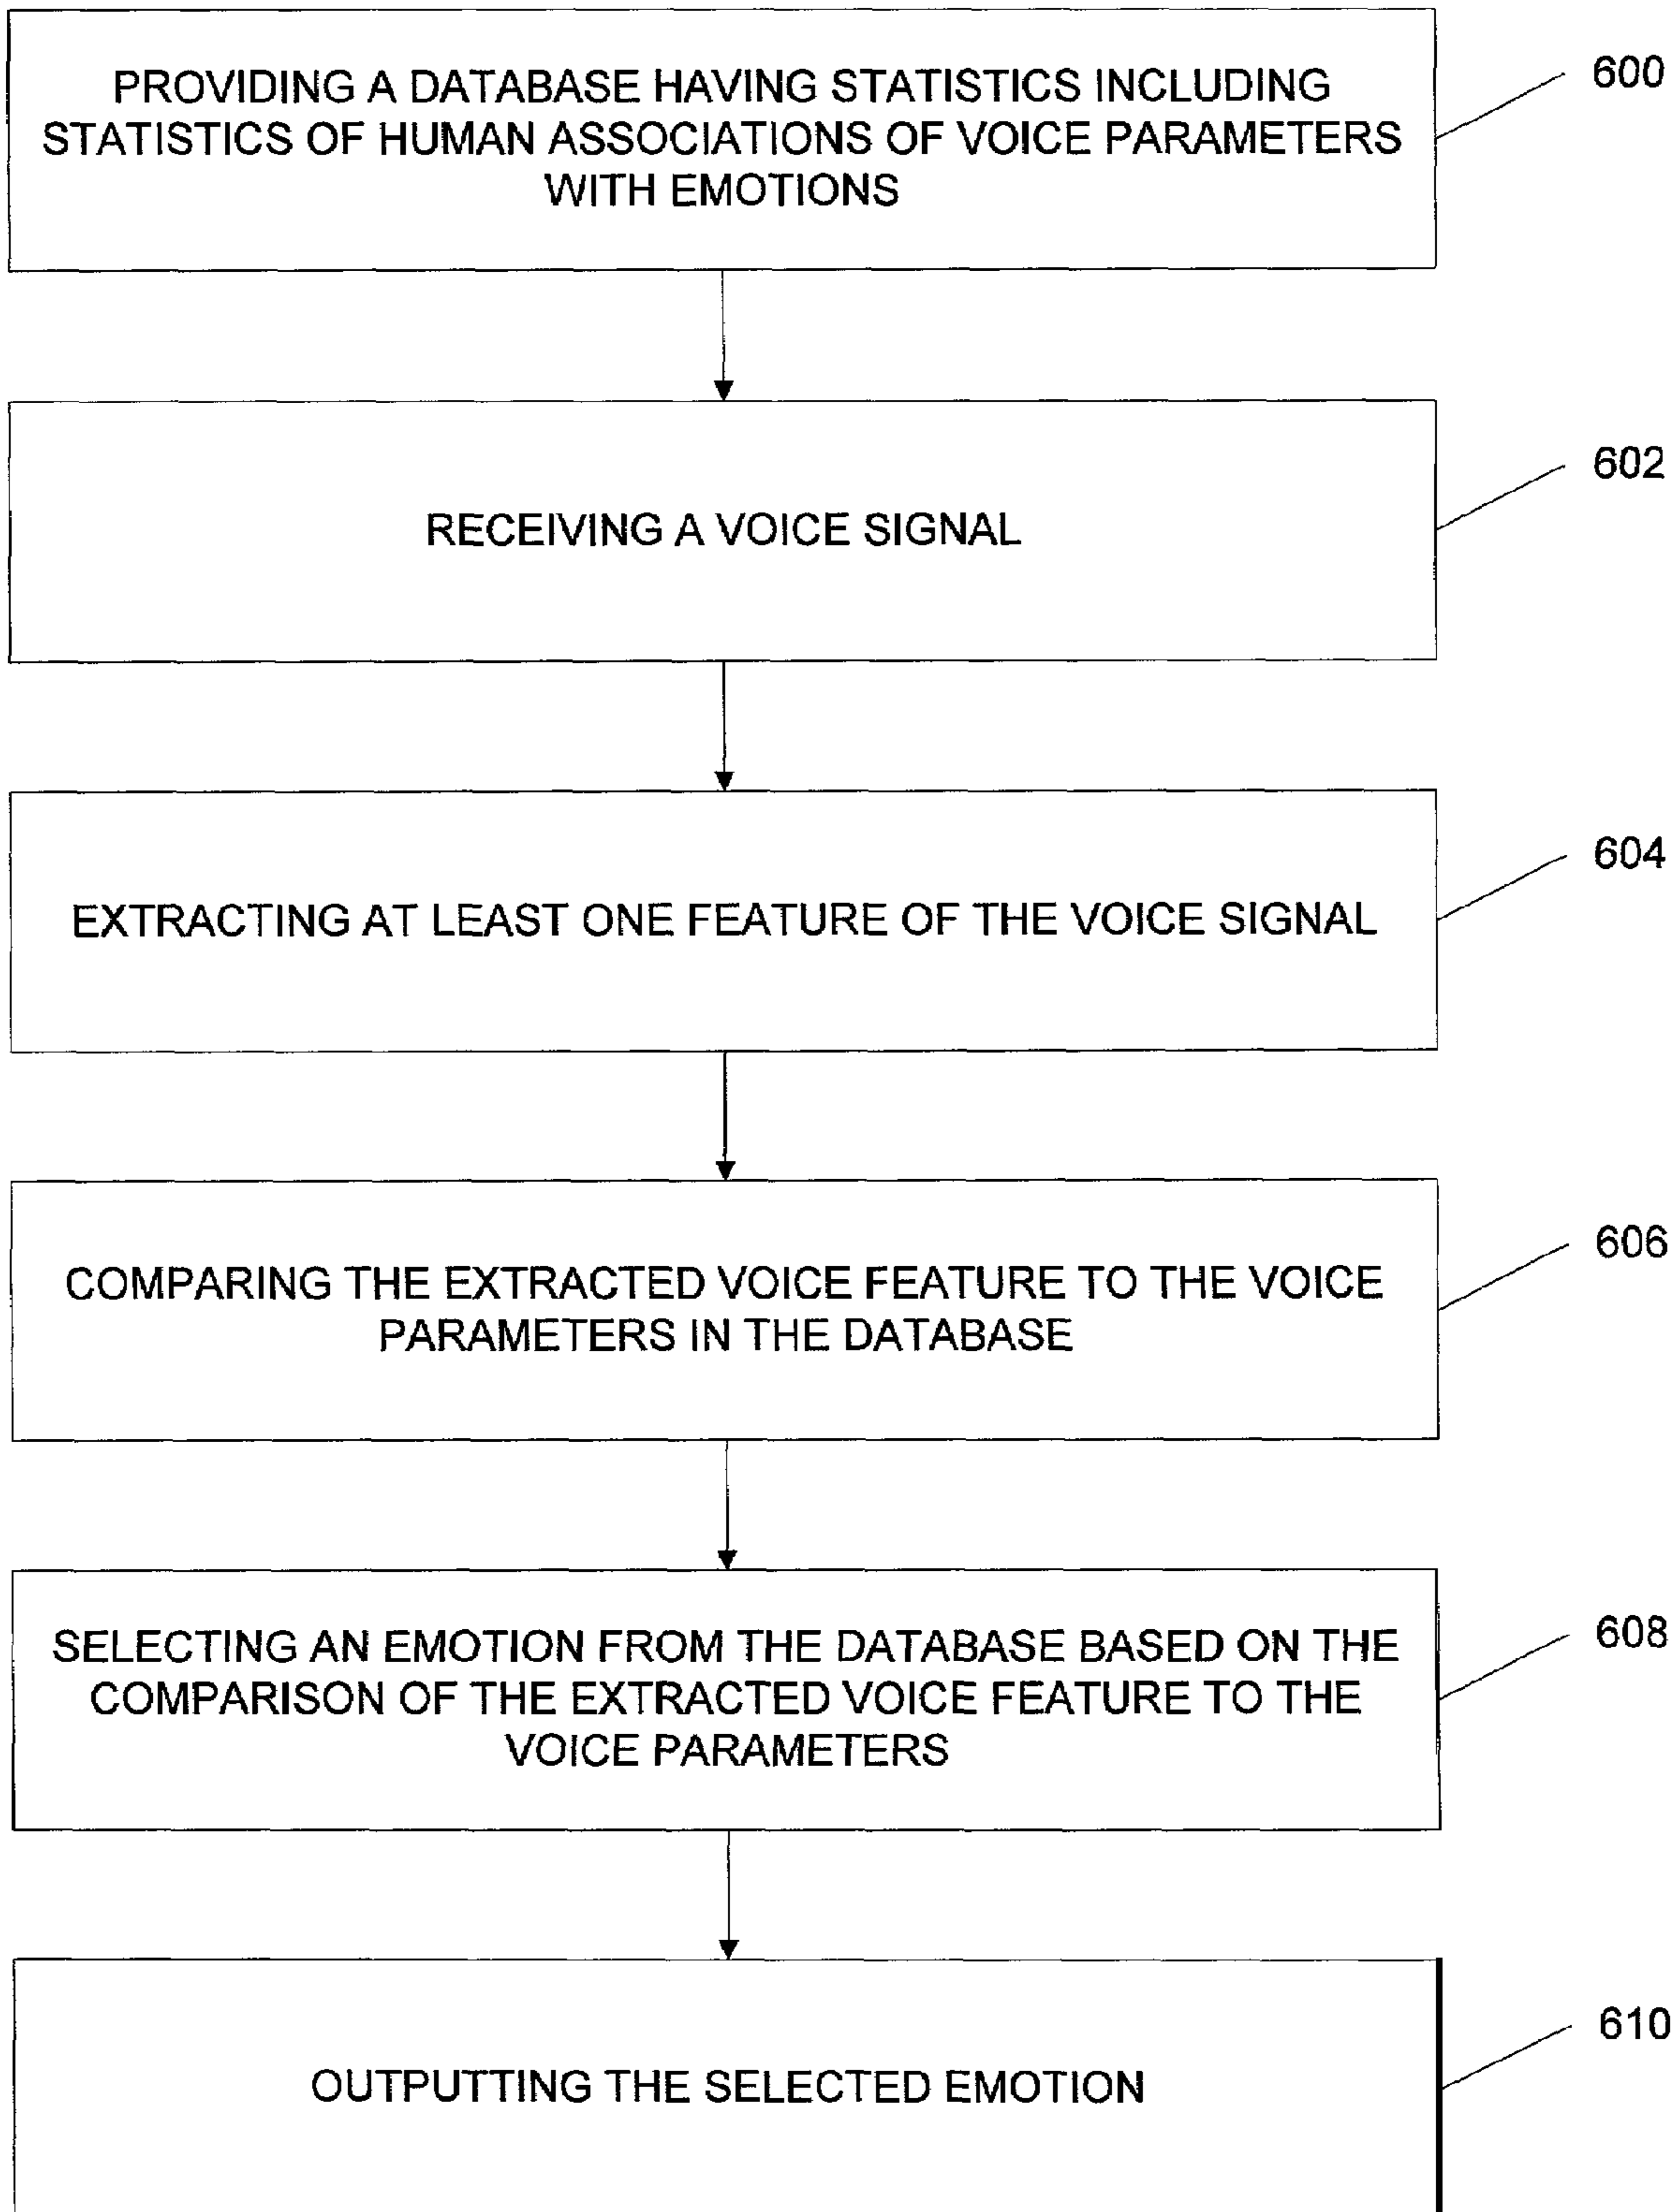 PROVIDING A DATABASE HAVING STATISTICS INCLUDING
STATISTICS OF HUMAN ASSOCIATIONS OF VOICE PARAMETERS
WITH EMOTIONS
600
RECEIVING A VOICE SIGNAL
602
EXTRACTING AT LEAST ONE FEATURE OF THE VOICE SIGNAL
604
COMPARING THE EXTRACTED VOICE FEATURE TO THE VOICE
PARAMETERS IN THE DATABASE
606
SELECTING AN EMOTION FROM THE DATABASE BASED ON THE
COMPARISON OF THE EXTRACTED VOICE FEATURE TO THE
VOICE PARAMETERS
608
OUTPUTTING THE SELECTED EMOTION
610